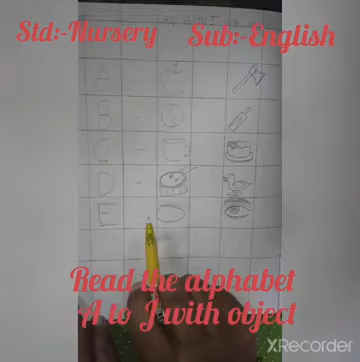 Std:-Nursery Sub:-English
A
B -
C -
D -
E -
Read the alphabet
A to J with object
XRecorder